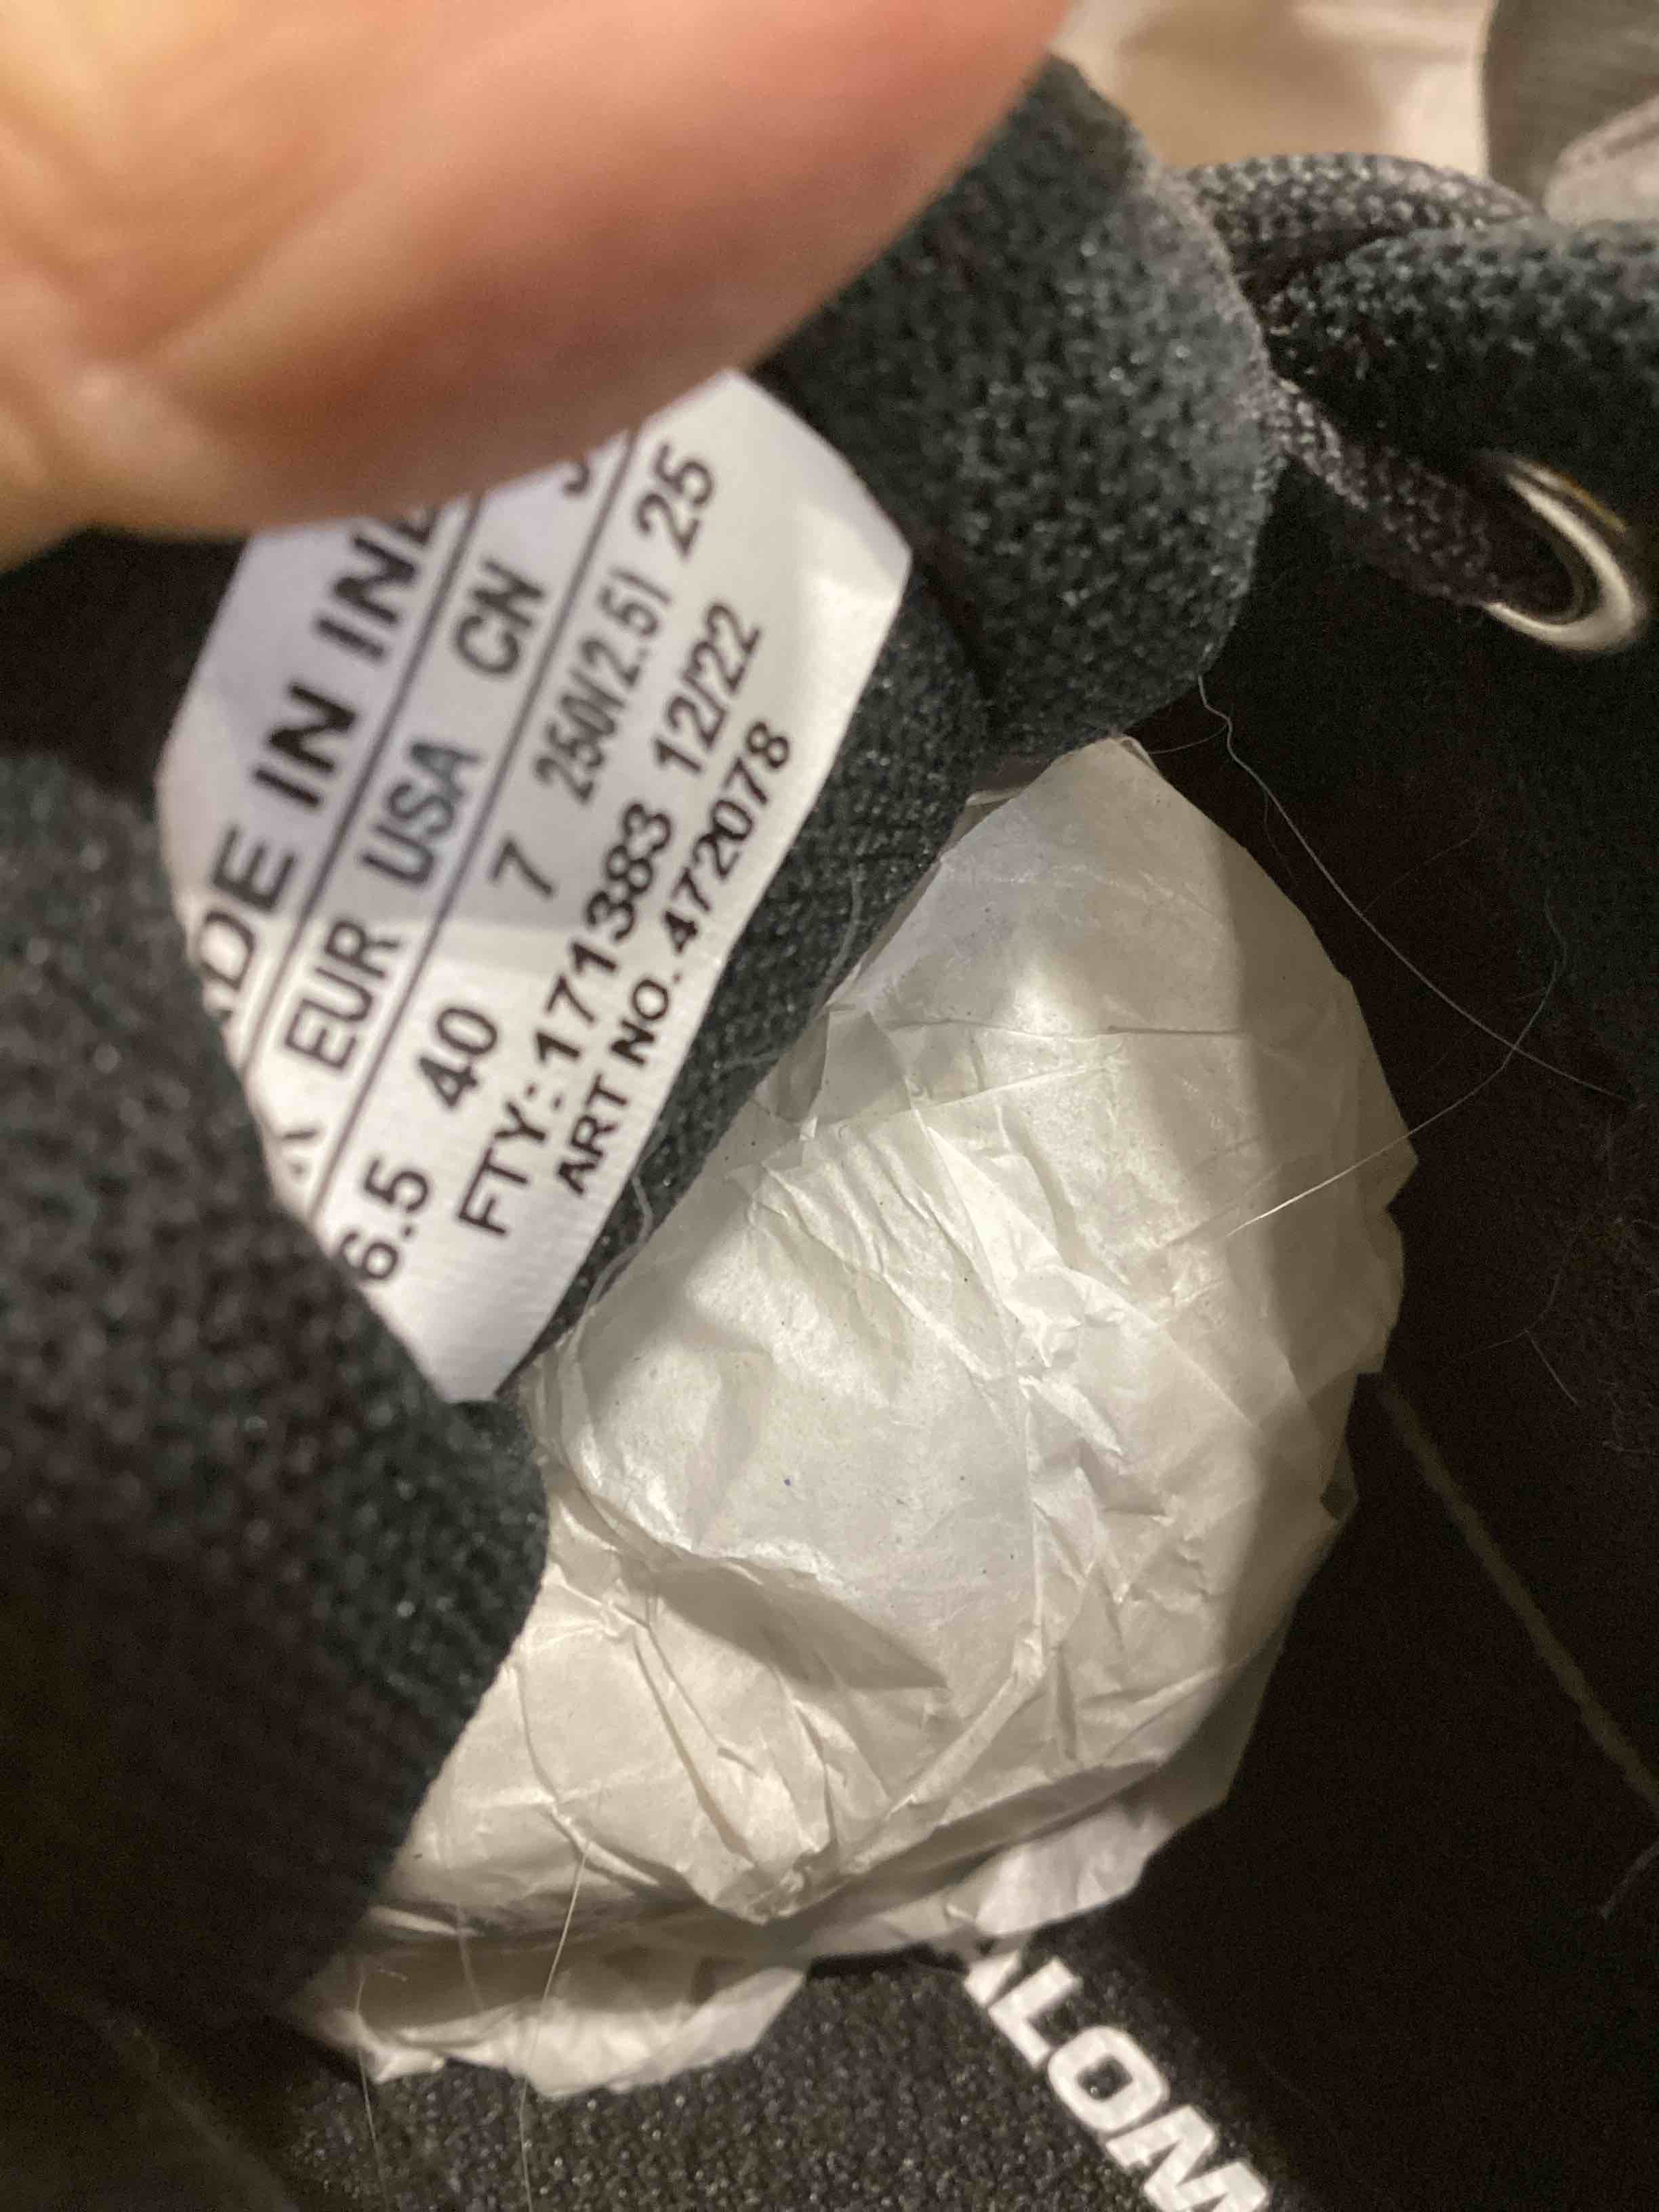 DE IN IN
EUR USA CN
6.5 40 7 250(2.5) 25
FTY:171383 12/22
ART NO. 472078
ALOM